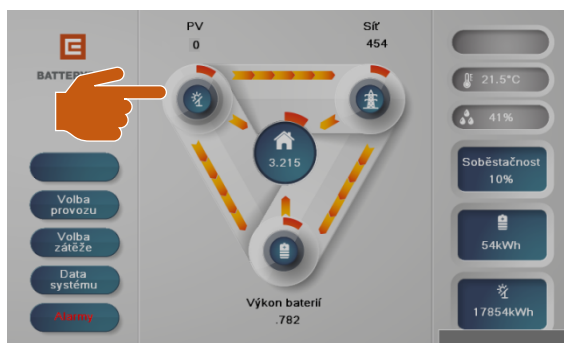 PV
0
Síť
454
21.5°C
41%
3.215
Soběstačnost
10%
Volba
provozu
Volba
zátěže
54kWh
Data
systému
Výkon baterií
.782
17854kWh
Alarmy